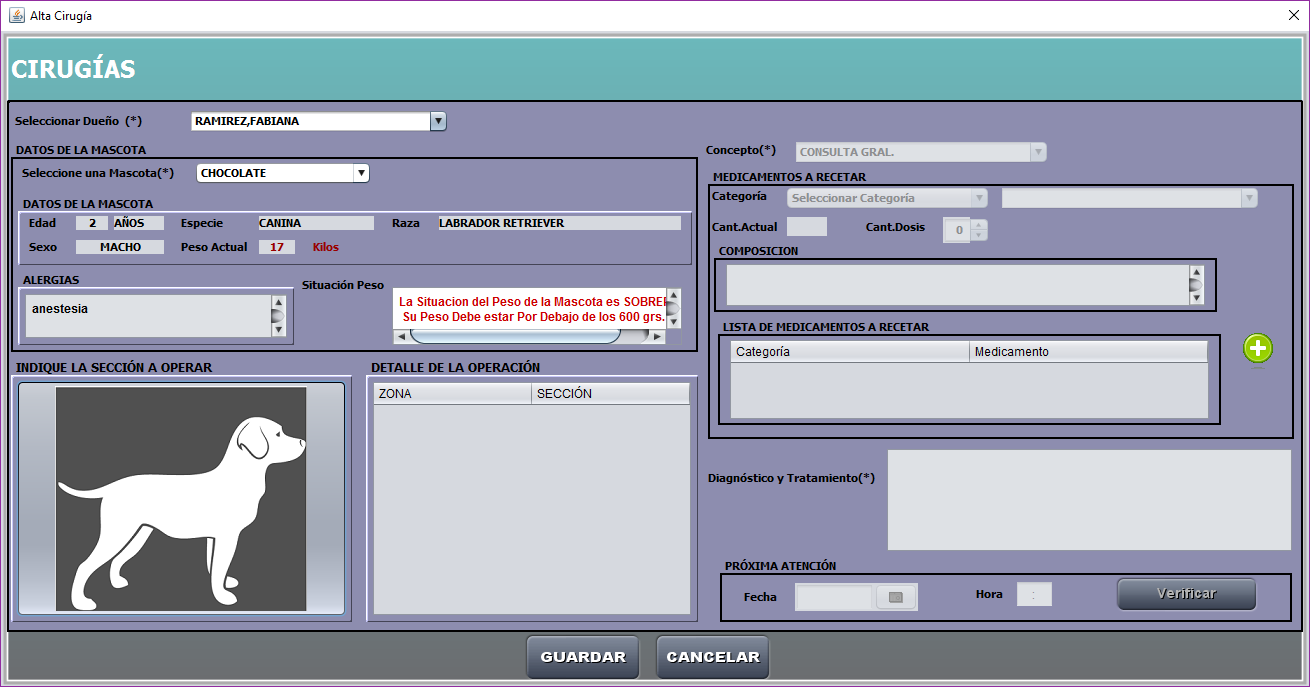 Alta Cirugía
CIRUGÍAS
Seleccionar Dueño (*) RAMIREZ,FABIANA
DATOS DE LA MASCOTA
Seleccione una Mascota(*) CHOCOLATE
DATOS DE LA MASCOTA
Edad 2 AÑOS Especie CANINA Raza LABRADOR RETRIEVER
Sexo MACHO Peso Actual 17 Kilos
ALERGIAS
anestesia
Situación Peso
La Situacion del Peso de la Mascota es
Su Peso Debe estar Por Debajo de los 600 grs.
INDIQUE LA SECCIÓN A OPERAR
DETALLE DE LA OPERACIÓN
ZONA SECCIÓN
Concepto(*) CONSULTA GRAL.
MEDICAMENTOS A RECETAR
Categoría Seleccionar Categoría
Cant.Actual Cant.Dosis 0
COMPOSICION
LISTA DE MEDICAMENTOS A RECETAR
Categoría Medicamento
Diagnóstico y Tratamiento(*)
PRÓXIMA ATENCIÓN
Fecha Hora : Verificar
GUARDAR CANCELAR